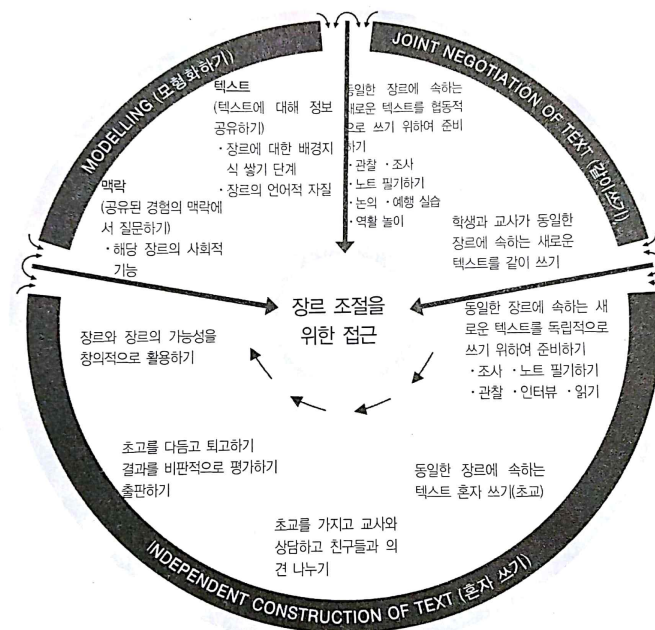 MODELLING (모형화하기)
맥락
(공유된 경험의 맥락에
서 질문하기)
· 해당 장르의 사회적
기능
텍스트
(텍스트에 대해 정보
공유하기)
· 장르에 대한 배경지
식 쌓기 단계
· 장르의 언어적 자질
JOINT NEGOTIATION OF TEXT (같이쓰기)
동일한 장르에 속하는
새로운 텍스트를 협동적
으로 쓰기 위하여 준비
하기
· 관찰 · 조사
· 노트 필기하기
· 논의 · 예행 실습
· 역활 놀이
학생과 교사가 동일한
장르에 속하는 새로운
텍스트를 같이 쓰기
장르 조절을
위한 접근
동일한 장르에 속하는 새
로운 텍스트를 독립적으로
쓰기 위하여 준비하기
· 조사 · 노트 필기하기
· 관찰 · 인터뷰 · 읽기
동일한 장르에 속하는
텍스트 혼자 쓰기(초교)
초교를 가지고 교사와
상담하고 친구들과 의
견 나누기
초고를 다듬고 퇴고하기
결과를 비판적으로 평가하기
출판하기
장르와 장르의 가능성을
창의적으로 활용하기
INDEPENDENT CONSTRUCTION OF TEXT (혼자 쓰기)